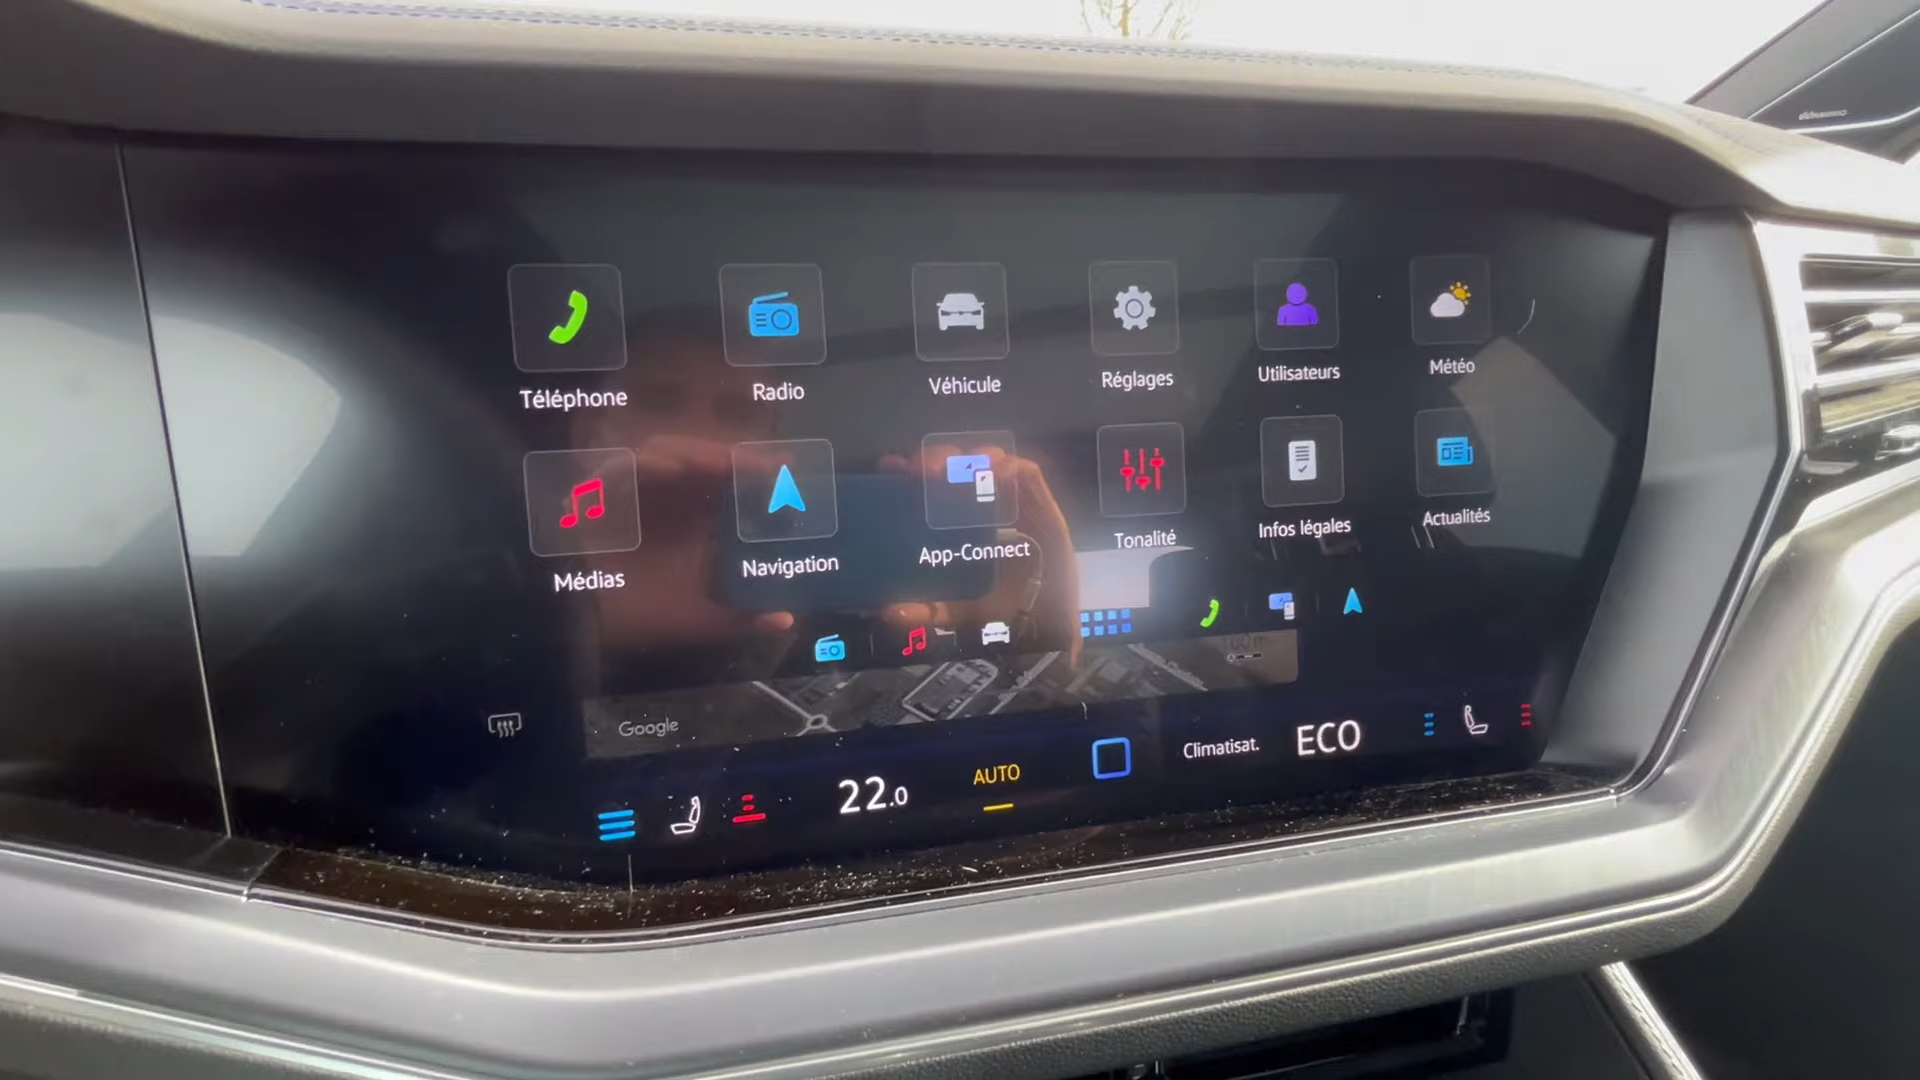 Téléphone
Radio
Véhicule
Réglages
Utilisateurs
Météo
Médias
Navigation
App-Connect
Tonalité
Infos légales
Actualités
Google
22.0
AUTO
Climatisat.
ECO